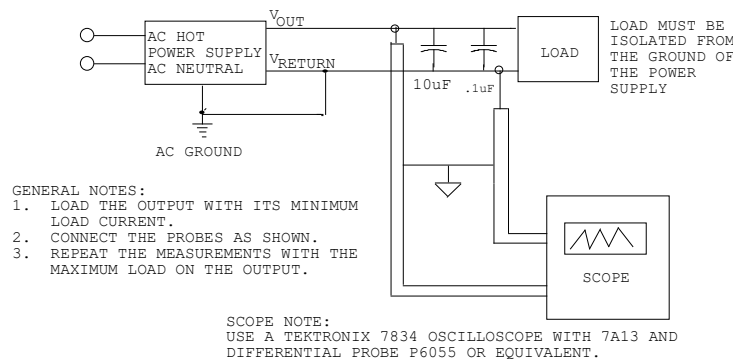 V OUT
AC HOT
POWER SUPPLY
AC NEUTRAL
V RETURN
AC GROUND
10uF
.1uF
LOAD
LOAD MUST BE
ISOLATED FROM
THE GROUND OF
THE POWER
SUPPLY
GENERAL NOTES:
1. LOAD THE OUTPUT WITH ITS MINIMUM
LOAD CURRENT.
2. CONNECT THE PROBES AS SHOWN.
3. REPEAT THE MEASUREMENTS WITH THE
MAXIMUM LOAD ON THE OUTPUT.
SCOPE
SCOPE NOTE:
USE A TEKTRONIX 7834 OSCILLOSCOPE WITH 7A13 AND
DIFFERENTIAL PROBE P6055 OR EQUIVALENT.